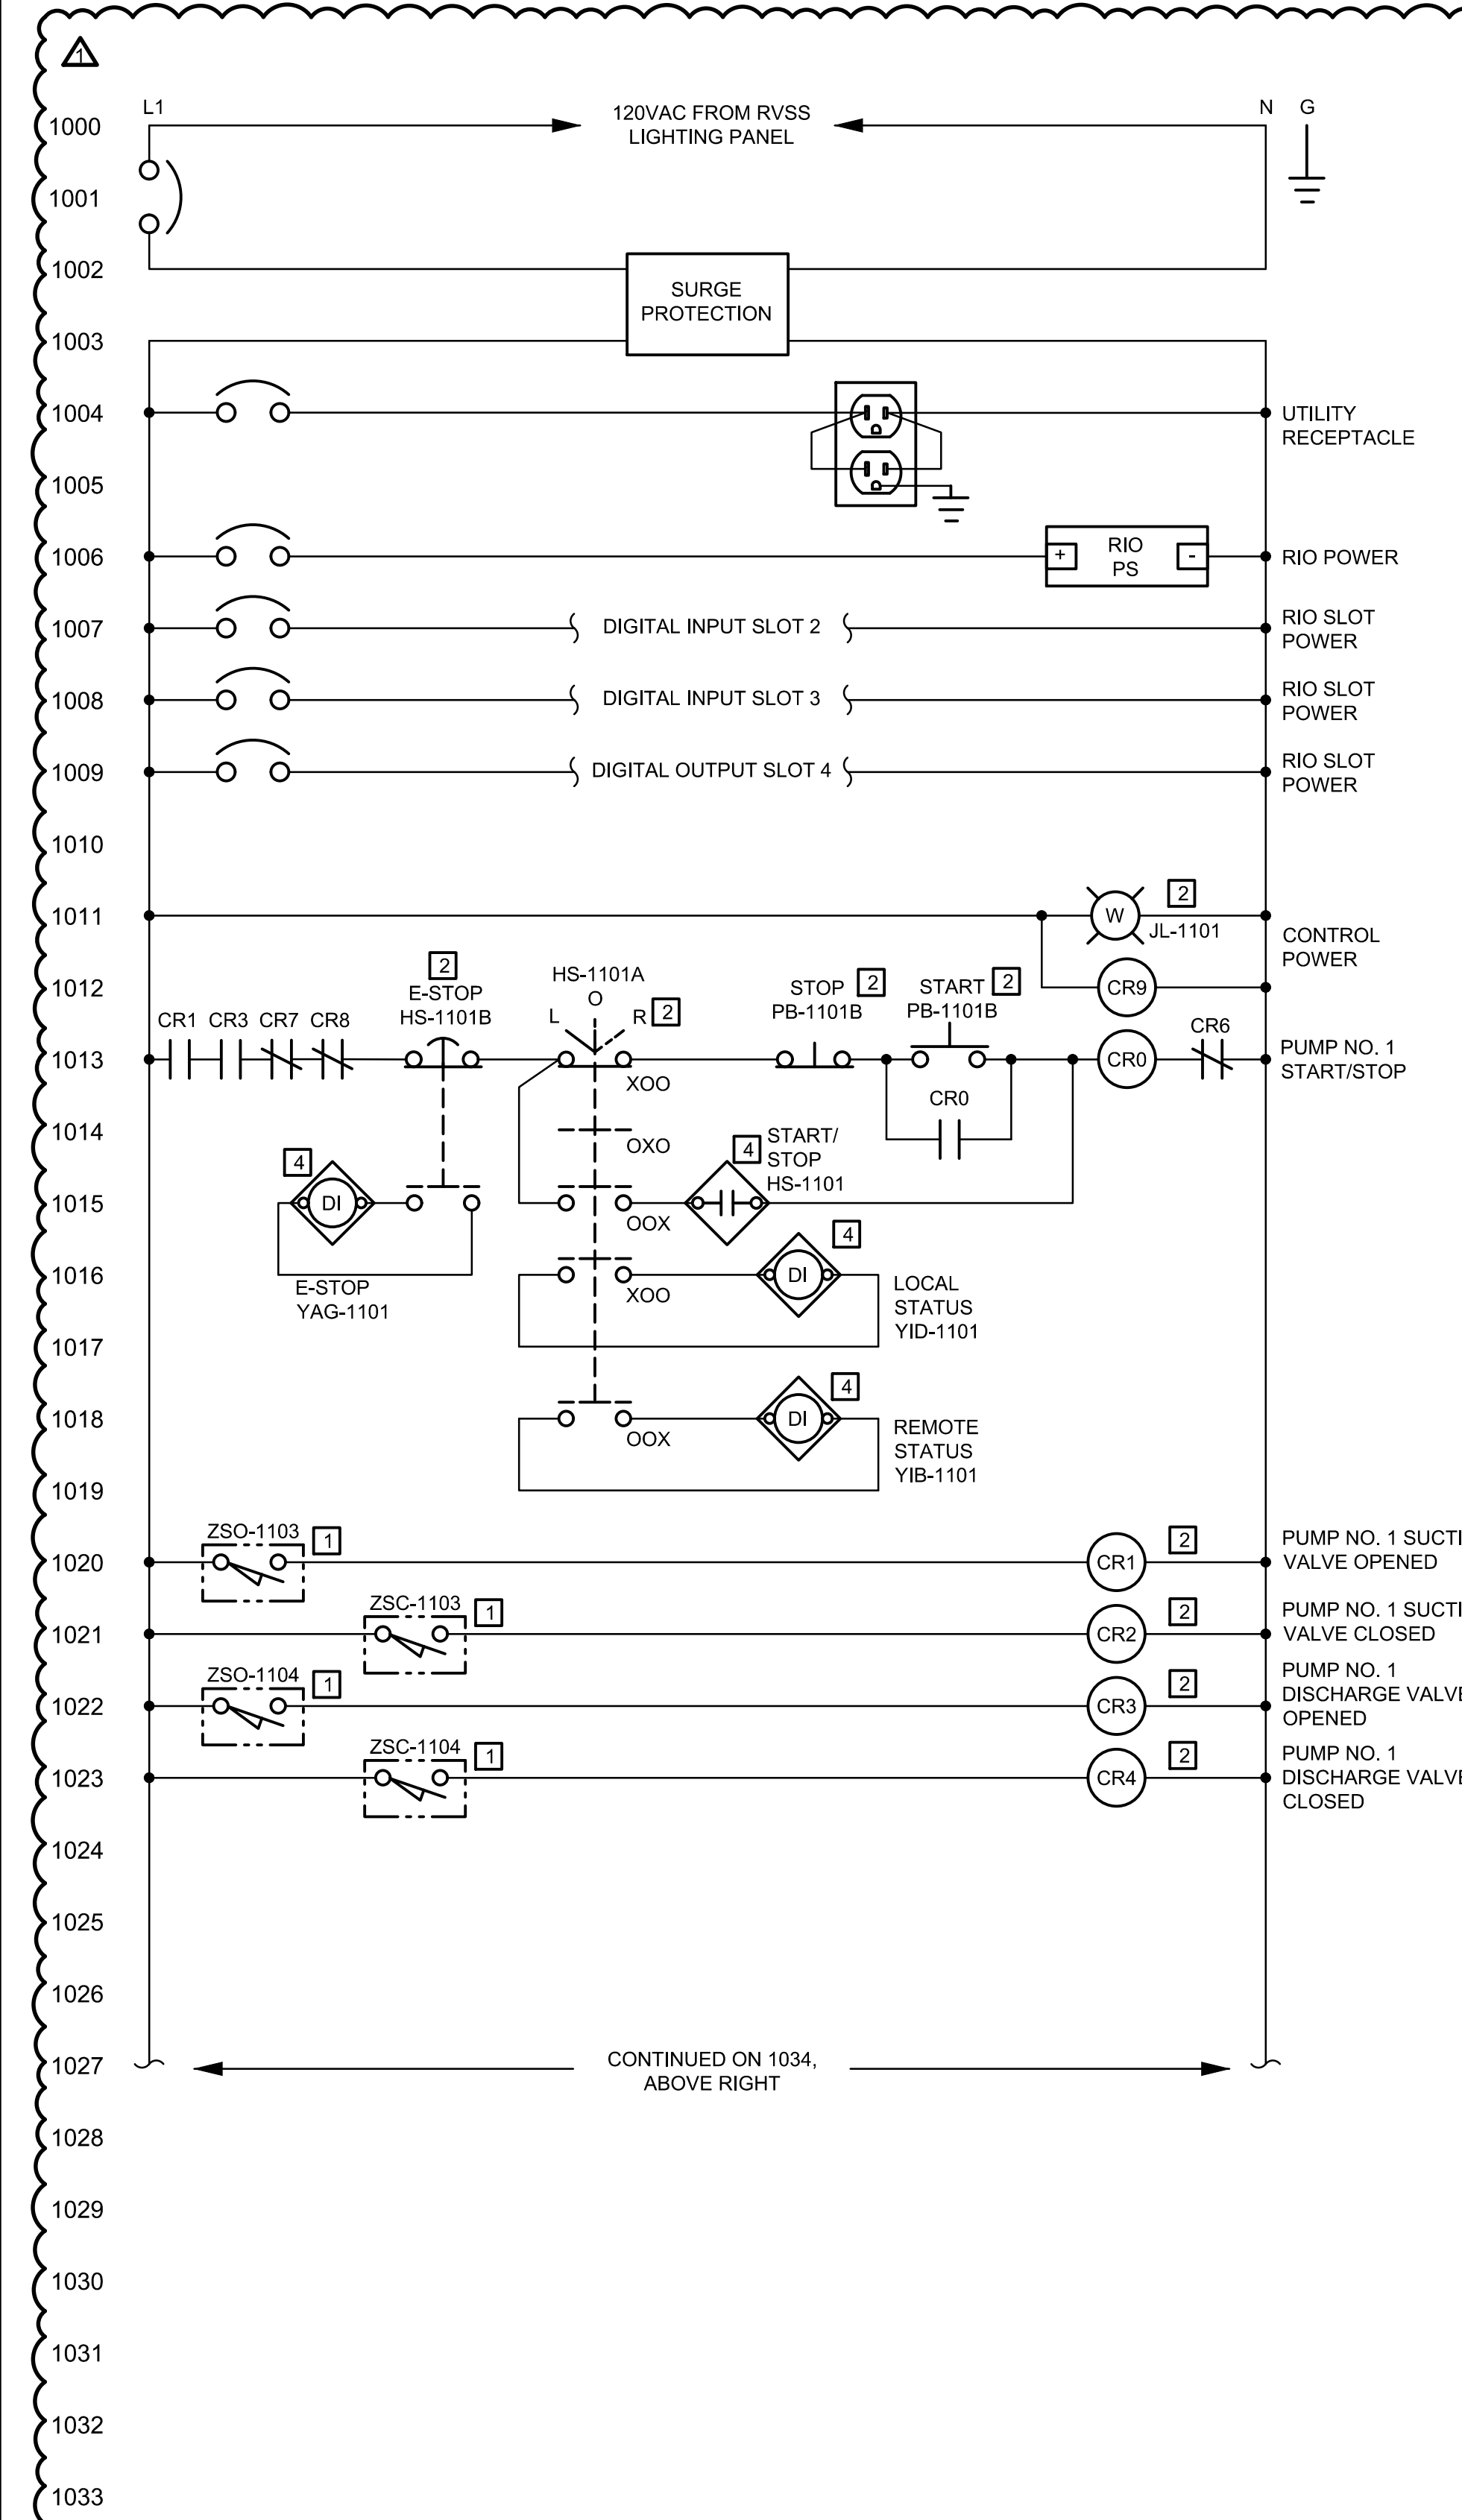 1
L1
120VAC FROM RVSS
LIGHTING PANEL
N G
1000
1001
1002
SURGE
PROTECTION
1003
1004
UTILITY
RECEPTACLE
1005
1006
+
RIO
PS
-
RIO POWER
1007
DIGITAL INPUT SLOT 2
RIO SLOT
POWER
1008
DIGITAL INPUT SLOT 3
RIO SLOT
POWER
1009
DIGITAL OUTPUT SLOT 4
RIO SLOT
POWER
1010
1011
W
2
JL-1101
CONTROL
POWER
1012
CR9
2
E-STOP
HS-1101B
HS-1101A
O
L
R
2
STOP
PB-1101B
2
START
PB-1101B
2
1013
CR1 CR3 CR7 CR8
XOO
CR0
CR6
PUMP NO. 1
START/STOP
CR0
1014
OXO
4
START/
STOP
HS-1101
1015
4
DI
OOX
1016
E-STOP
YAG-1101
XOO
DI
4
LOCAL
STATUS
YID-1101
1017
1018
OOX
DI
4
REMOTE
STATUS
YIB-1101
1019
1020
ZSO-1103
1
CR1
2
PUMP NO. 1 SUCTI
VALVE OPENED
1021
ZSC-1103
1
CR2
2
PUMP NO. 1 SUCTI
VALVE CLOSED
1022
ZSO-1104
1
CR3
2
PUMP NO. 1
DISCHARGE VALVE
OPENED
1023
ZSC-1104
1
CR4
2
PUMP NO. 1
DISCHARGE VALVE
CLOSED
1024
1025
1026
1027
CONTINUED ON 1034,
ABOVE RIGHT
1028
1029
1030
1031
1032
1033